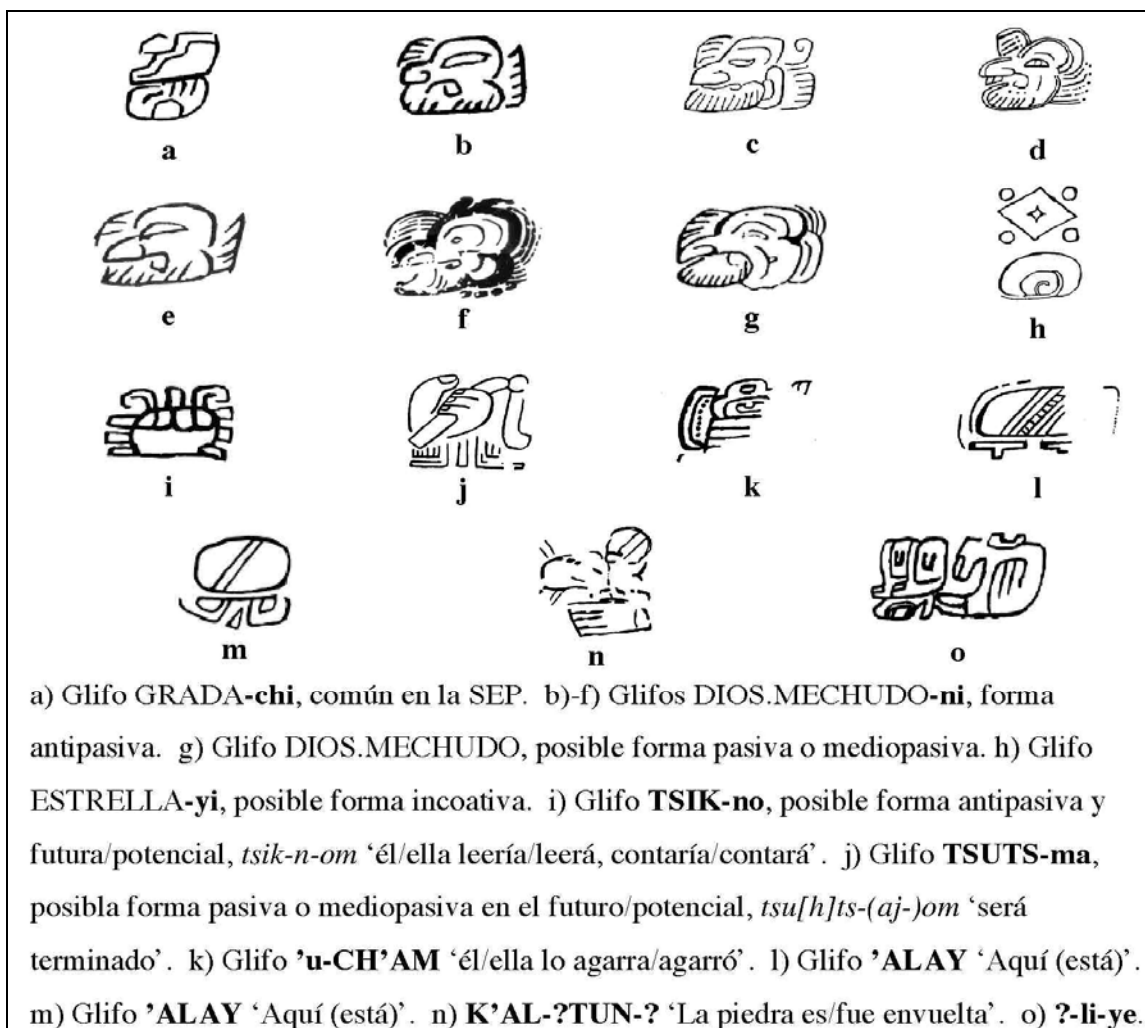 a b c d
e f g h
i j k l
m n o
a) Glifo GRADA-chi, común en la SEP.  b)-f) Glifos DIOS.MECHUDO-ni, forma
antipasiva.  g) Glifo DIOS.MECHUDO, posible forma pasiva o mediopasiva. h) Glifo
ESTRELLA-yi, posible forma incoativa.  i) Glifo TSIK-no, posible forma antipasiva y
futura/potencial, tsik-n-om ‘él/ella leería/leerá, contaría/contará’.  j) Glifo TSUTS-ma,
posibla forma pasiva o mediopasiva en el futuro/potencial, tsu[h]ts-(aj-)om ‘será
terminado’.  k) Glifo ’u-CH’AM ‘él/ella lo agarra/agarró’.  l) Glifo ’ALAY ‘Aquí (está)’.
m) Glifo ’ALAY ‘Aquí (está)’.  n) K’AL-?TUN-? ‘La piedra es/fue envuelta’.  o) ?-li-ye.